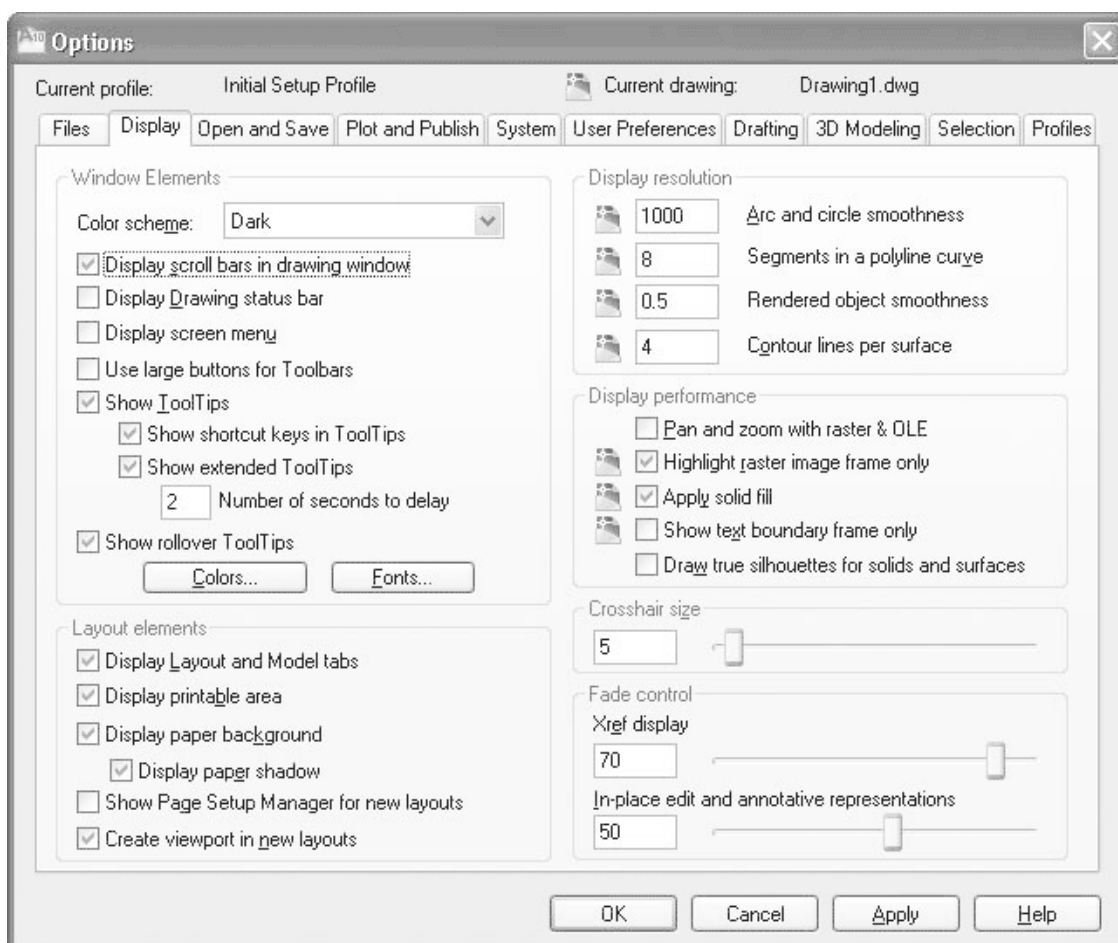 A10 Options
Current profile: Initial Setup Profile Current drawing: Drawing1.dwg
Files Display Open and Save Plot and Publish System User Preferences Drafting 3D Modeling Selection Profiles
Window Elements
Color scheme: Dark
Display scroll bars in drawing window
Display Drawing status bar
Display screen menu
Use large buttons for Toolbars
Show ToolTips
Show shortcut keys in ToolTips
Show extended ToolTips
2 Number of seconds to delay
Show rollover ToolTips
Colors... Fonts...
Layout elements
Display Layout and Model tabs
Display printable area
Display paper background
Display paper shadow
Show Page Setup Manager for new layouts
Create viewport in new layouts
Display resolution
1000 Arc and circle smoothness
8 Segments in a polyline curve
0.5 Rendered object smoothness
4 Contour lines per surface
Display performance
Pan and zoom with raster & OLE
Highlight raster image frame only
Apply solid fill
Show text boundary frame only
Draw true silhouettes for solids and surfaces
Crosshair size
5
Fade control
Xref display
70
In-place edit and annotative representations
50
OK Cancel Apply Help